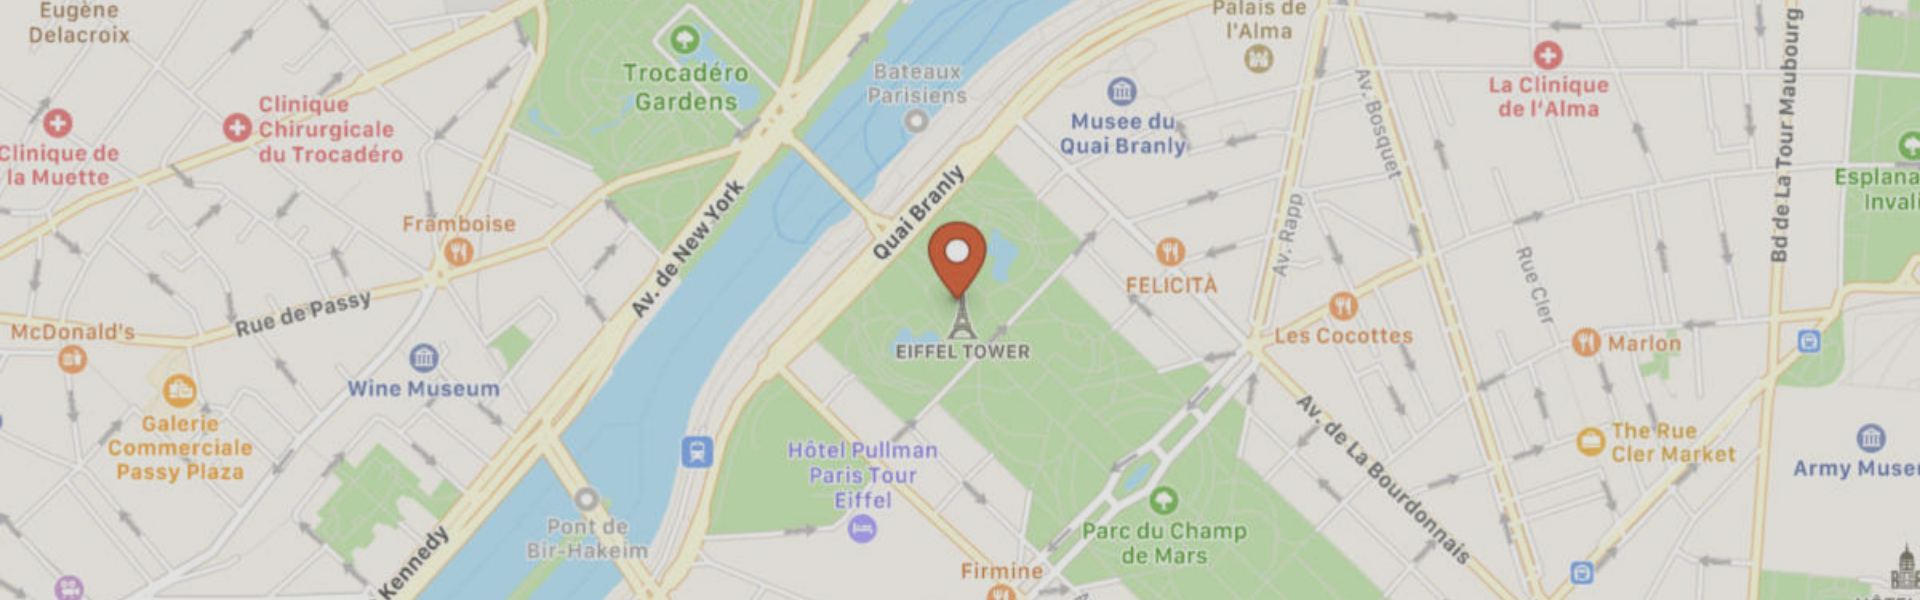 Eugène
Delacroix
Palais de
l'Alma
Trocadéro
Gardens
Bateaux
Parisiens
La Clinique
de l'Alma
Bd de La Tour Maubourg
Av. Bosquet
Clinique
Chirurgicale
du Trocadéro
Clinique de
la Muette
Musee du
Quai Branly
Esplana
Invali
Framboise
Av. de New York
Quai Branly
FELICITÀ
Av. Rapp
Rue Cler
Rue de Passy
McDonald's
EIFFEL TOWER
Les Cocottes
Marlon
Wine Museum
Galerie
Commerciale
Passy Plaza
Hôtel Pullman
Paris Tour
Eiffel
Av. de La Bourdonnais
The Rue
Cler Market
Army Museu
Pont de
Bir-Hakeim
Parc du Champ
de Mars
Kennedy
Firmine